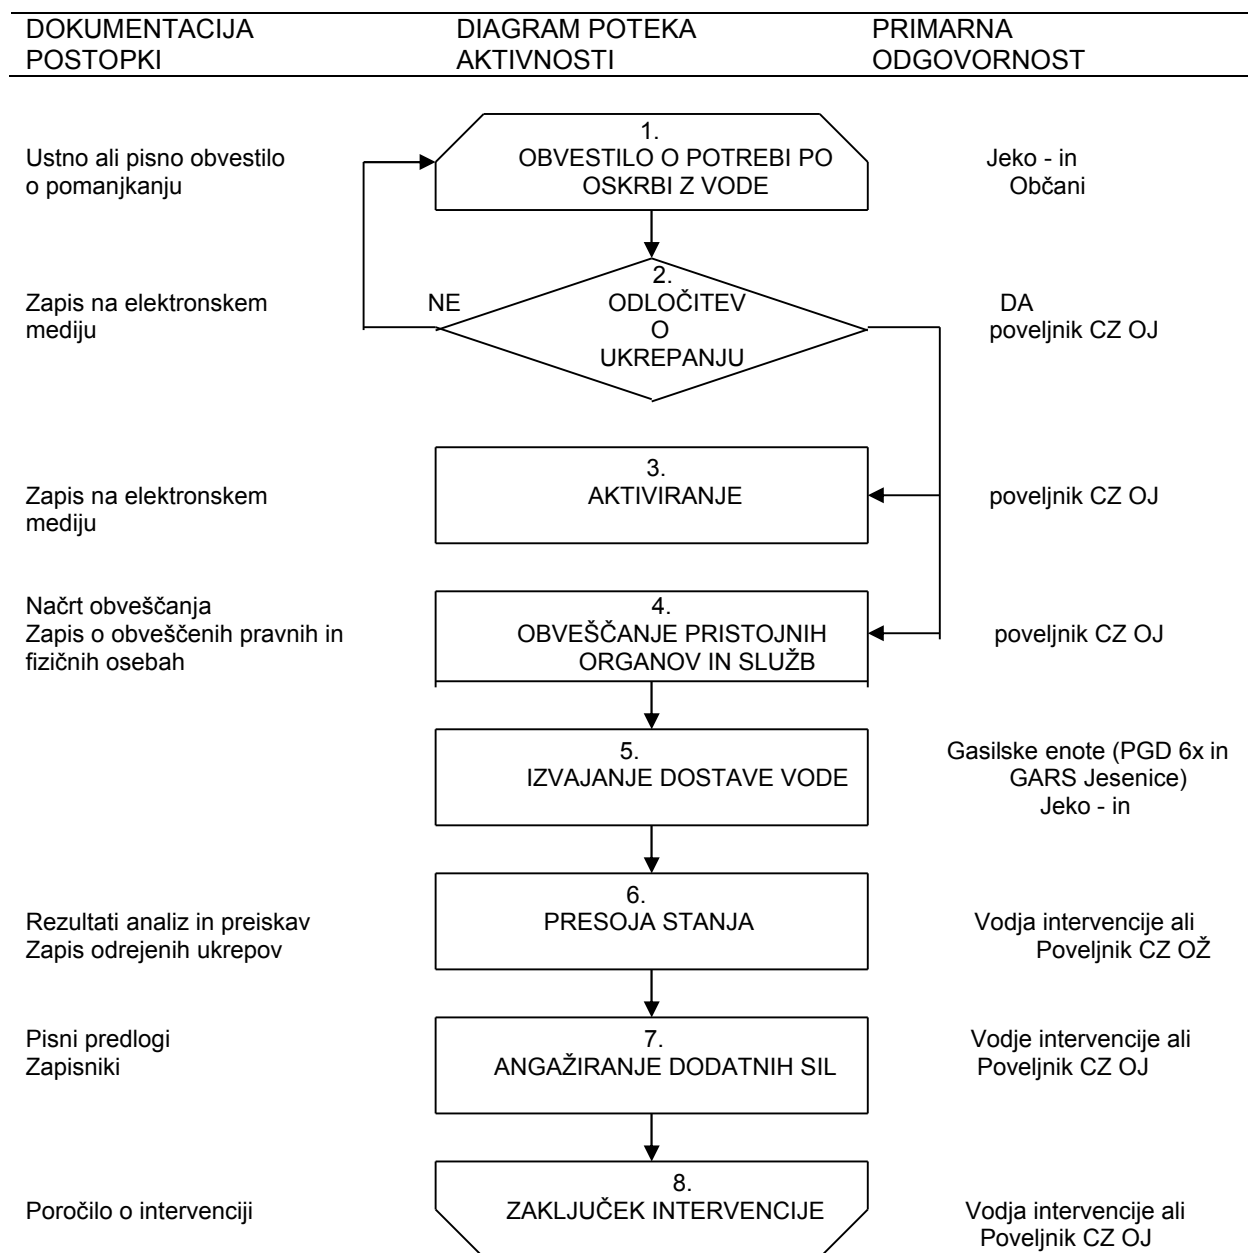 DOKUMENTACIJA DIAGRAM POTEKA PRIMARNA
POSTOPKI AKTIVNOSTI ODGOVORNOST
1.
Ustno ali pisno obvestilo OBVESTILO O POTREBI PO Jeko - in
o pomanjkanju OSKRBI Z VODE Občani
2.
Zapis na elektronskem NE ODLOČITEV DA
mediju O poveljnik CZ OJ
UKREPANJU
3.
Zapis na elektronskem AKTIVIRANJE poveljnik CZ OJ
mediju
Načrt obveščanja 4.
Zapis o obveščenih pravnih in OBVEŠČANJE PRISTOJNIH poveljnik CZ OJ
fizičnih osebah ORGANOV IN SLUŽB
5. Gasilske enote (PGD 6x in
IZVAJANJE DOSTAVE VODE GARS Jesenice)
Jeko - in
6.
Rezultati analiz in preiskav PRESOJA STANJA Vodja intervencije ali
Zapis odrejenih ukrepov Poveljnik CZ OŽ
Pisni predlogi 7. Vodje intervencije ali
Zapisniki ANGAŽIRANJE DODATNIH SIL Poveljnik CZ OJ
8.
Poročilo o intervenciji ZAKLJUČEK INTERVENCIJE Vodja intervencije ali
Poveljnik CZ OJ